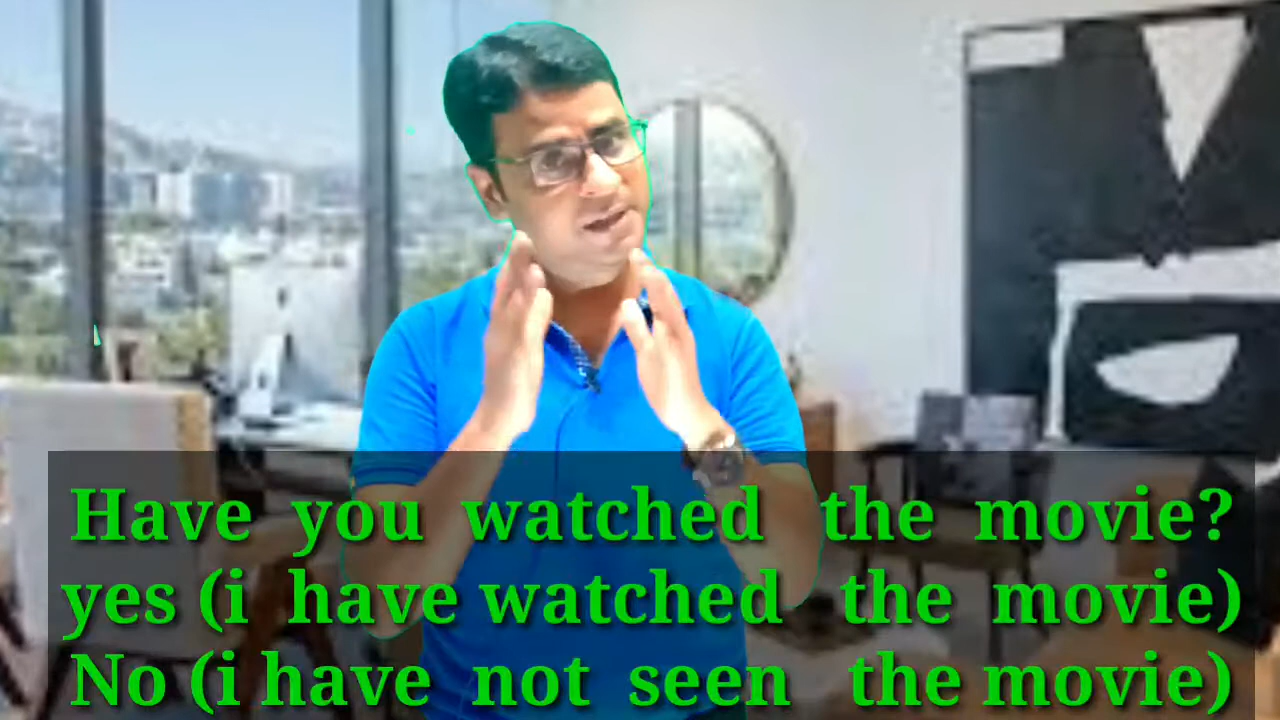 Have you watched the movie?
yes (i have watched the movie)
No (i have not seen the movie)